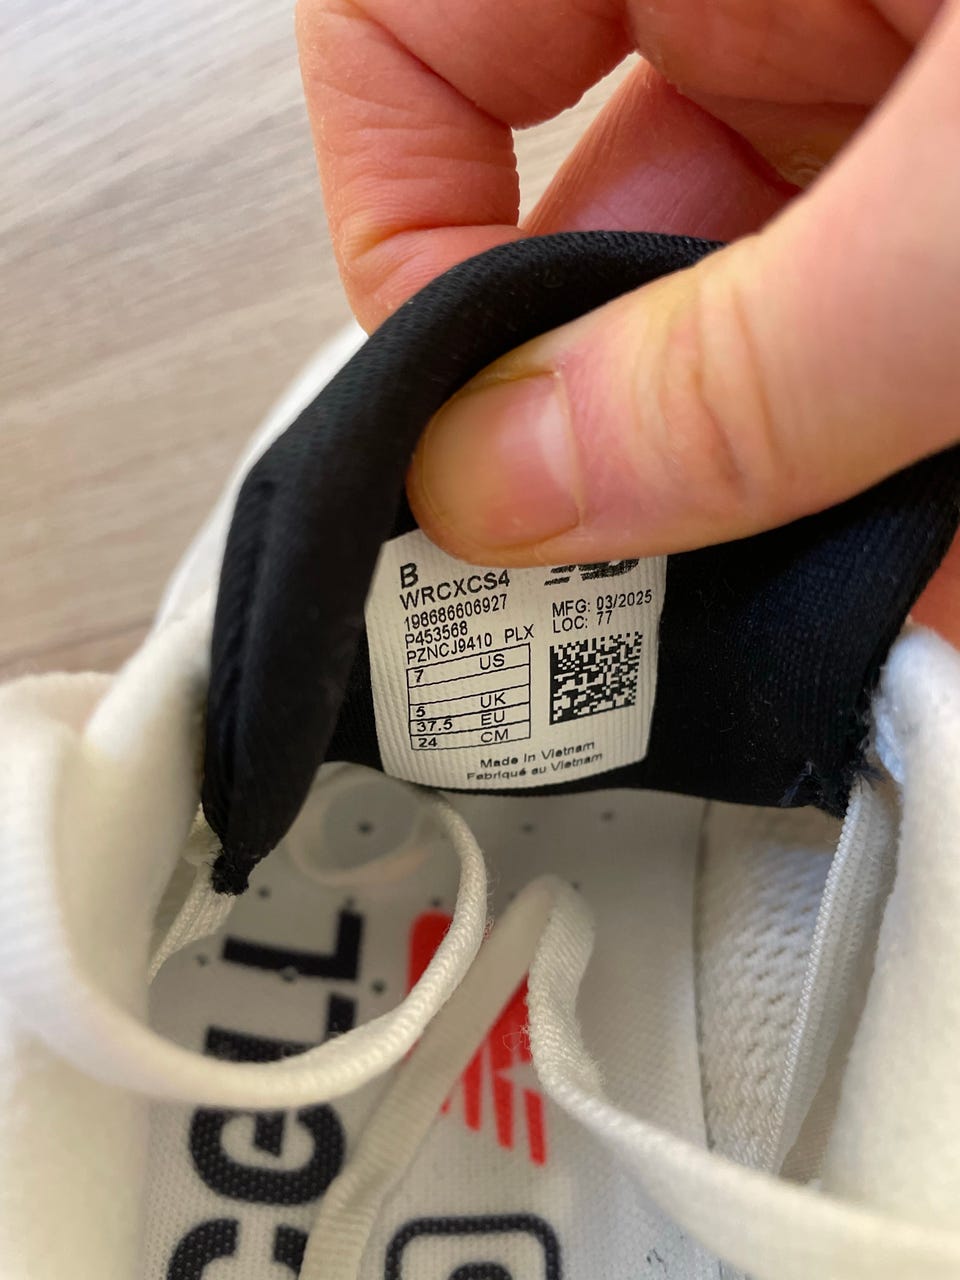 B
WRCXCS4
198686606927
P453568
PZNCJ9410 PLX
MFG: 03/2025
LOC: 77
7 US
5 UK
37.5 EU
24 CM
Made in Vietnam
Fabriqué au Vietnam